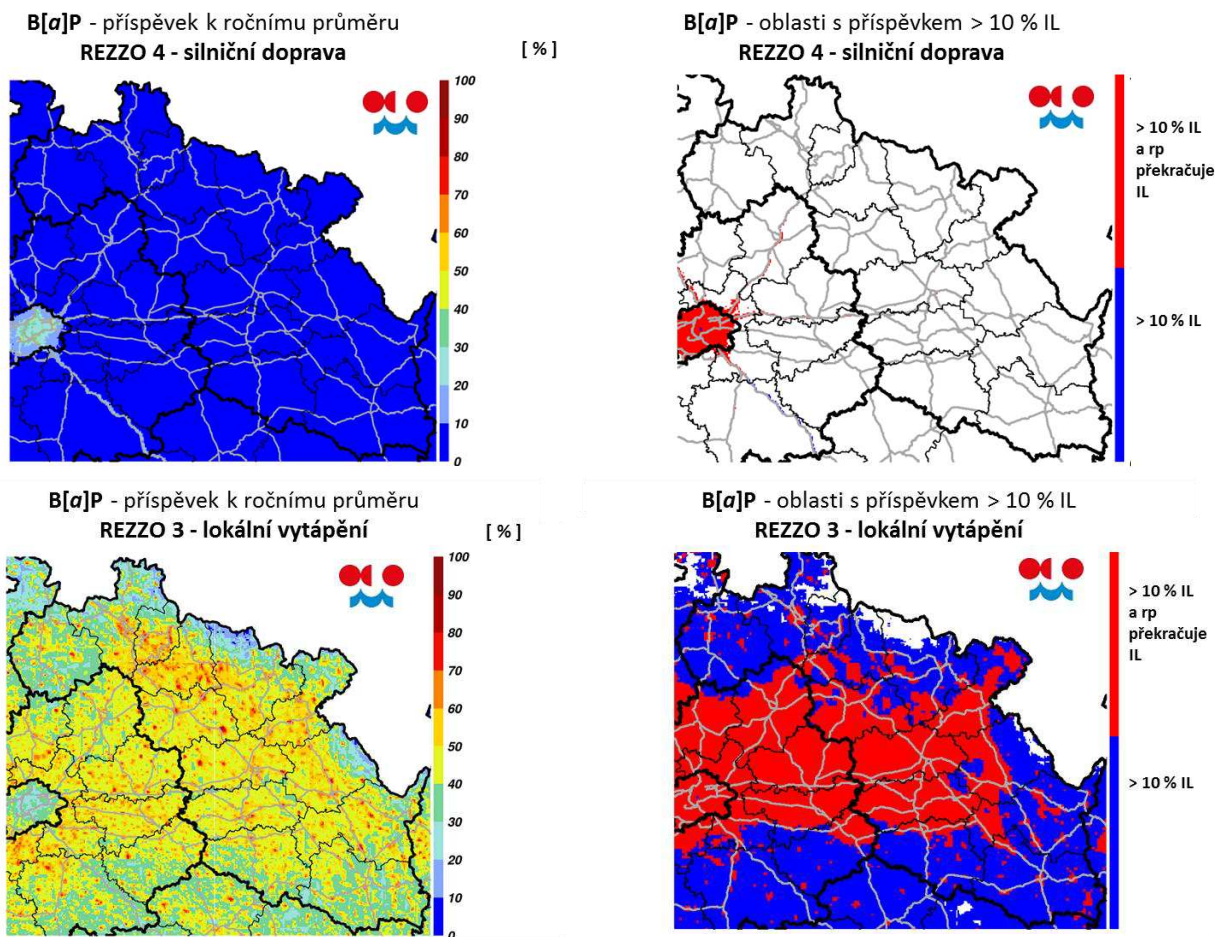 B[a]P - příspěvek k ročnímu průměru
REZZO 4 - silniční doprava
[ % ]
100
90
80
70
60
50
40
30
20
10
0
B[a]P - oblasti s příspěvkem > 10 % IL
REZZO 4 - silniční doprava
> 10 % IL
a rp
překračuje
IL
> 10 % IL
B[a]P - příspěvek k ročnímu průměru
REZZO 3 - lokální vytápění
[ % ]
100
90
80
70
60
50
40
30
20
10
0
B[a]P - oblasti s příspěvkem > 10 % IL
REZZO 3 - lokální vytápění
> 10 % IL
a rp
překračuje
IL
> 10 % IL